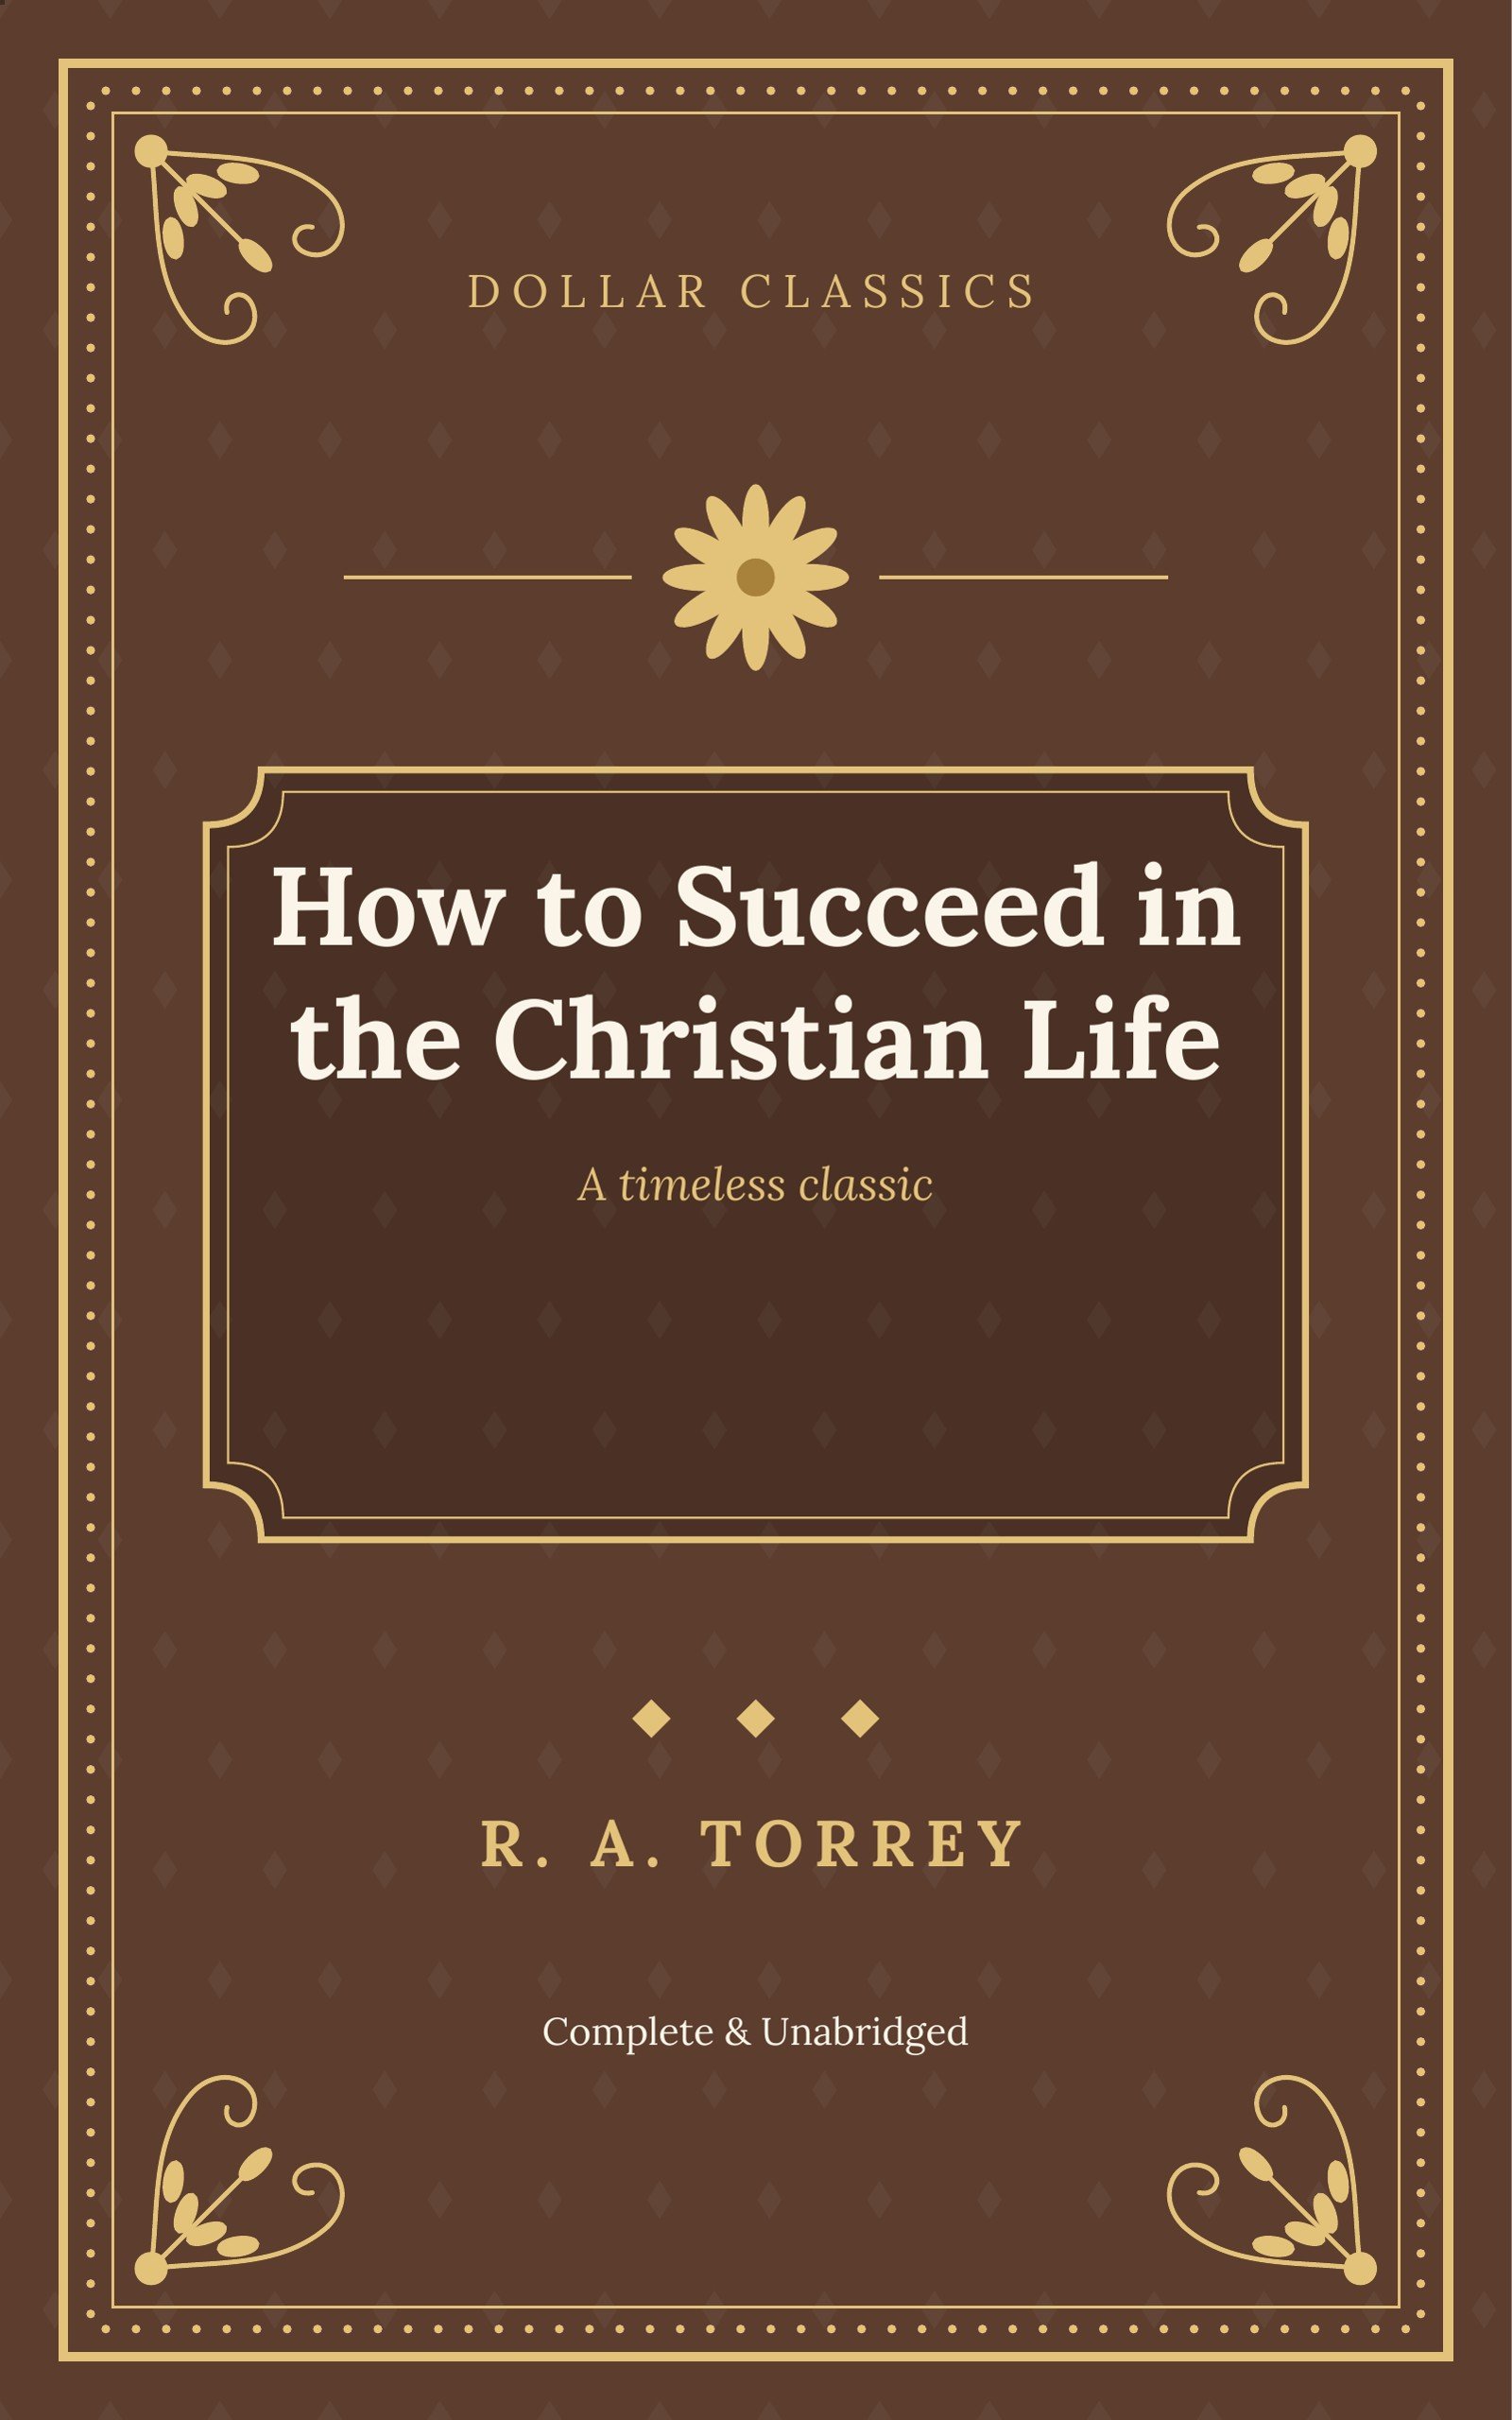 DOLLAR CLASSICS
How to Succeed in
the Christian Life
A timeless classic
R. A. TORREY
Complete & Unabridged